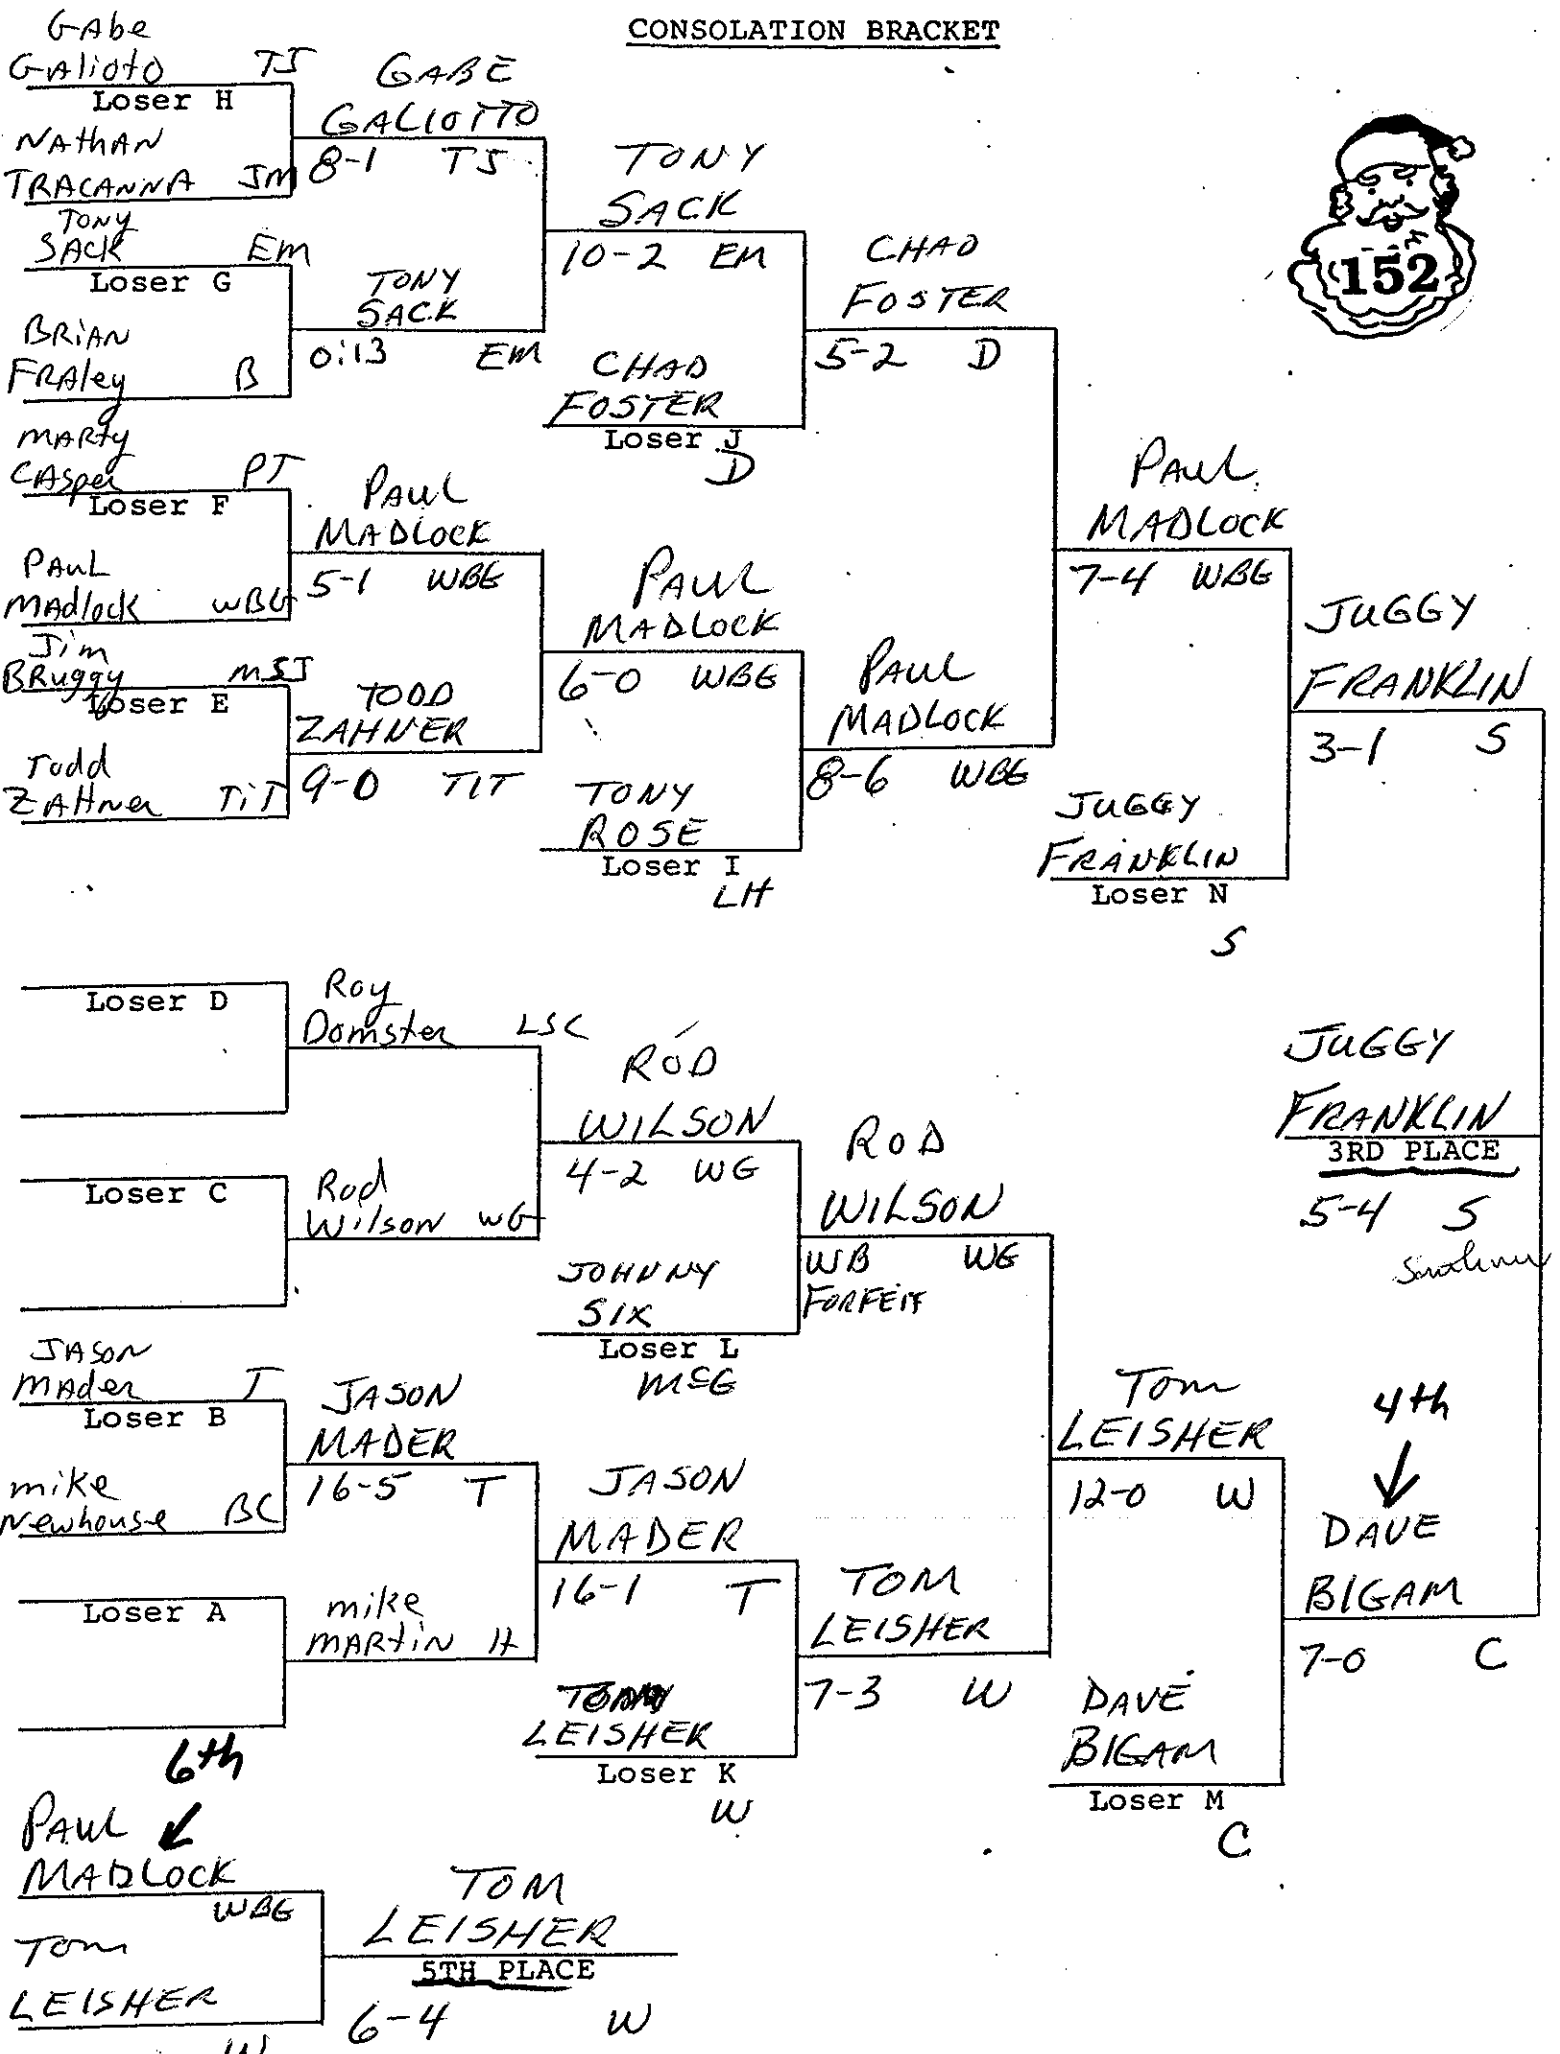 CONSOLATION BRACKET
152
GAbe
GAlioto TJ
Loser H
NAthAN
TRACANNA JM
GABE
GALIOTTO
8-1 TJ
TONY
SACK EM
Loser G
BRiAN
FRAley B
TONY
SACK
0:13 EM
TONY
SACK
10-2 EM
CHAD
FOSTER
Loser J
D
CHAD
FOSTER
5-2 D
MARty
CAsper PT
Loser F
PAUL
MAdlock WBG
PAUL
MADLOCK
5-1 WBG
Jim
BRuggy MSJ
Loser E
Todd
ZAHner TiT
TODD
ZAHNER
9-0 TIT
PAUL
MADLOCK
6-0 WBG
TONY
ROSE
Loser I
LH
PAUL
MADLOCK
8-6 WBG
PAUL
MADLOCK
7-4 WBG
JUGGY
FRANKLIN
Loser N
S
JUGGY
FRANKLIN
3-1 S
Loser D
Roy
Domster LSC
Loser C
Rod
Wilson WG
ROD
WILSON
4-2 WG
JOHNNY
SIX
Loser L
McG
ROD
WILSON
WB WG
FORFEIT
JASON
MAder T
Loser B
mike
Newhouse BC
JASON
MADER
16-5 T
Loser A
mike
MARtiN H
JASON
MADER
16-1 T
TOM
LEISHER
Loser K
W
TOM
LEISHER
7-3 W
Tom
LEISHER
12-0 W
DAVE
BIGAM
Loser M
C
4th
DAVE
BIGAM
7-0 C
JUGGY
FRANKLIN
3RD PLACE
5-4 S
6th
PAUL
MADLOCK
WBG
Tom
LEISHER
W
TOM
LEISHER
5TH PLACE
6-4 W